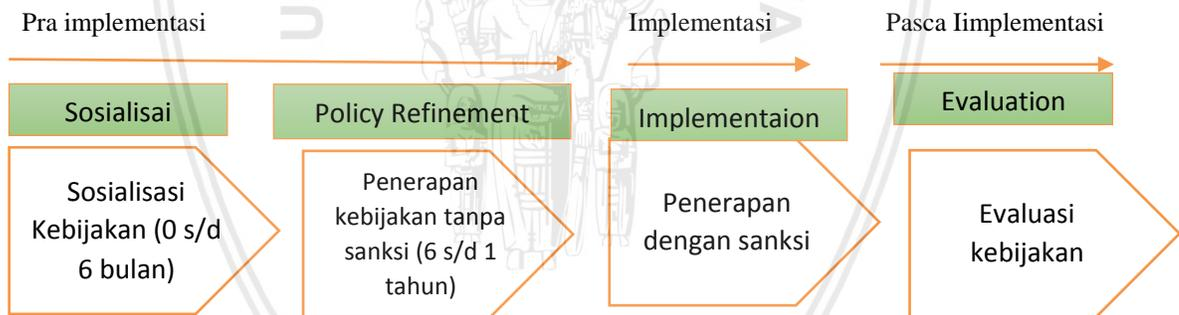 Pra implementasi
Implementasi
Pasca Iimplementasi
Sosialisai
Policy Refinement
Implementaion
Evaluation
Sosialisasi
Kebijakan (0 s/d
6 bulan)
Penerapan
kebijakan tanpa
sanksi (6 s/d 1
tahun)
Penerapan
dengan sanksi
Evaluasi
kebijakan